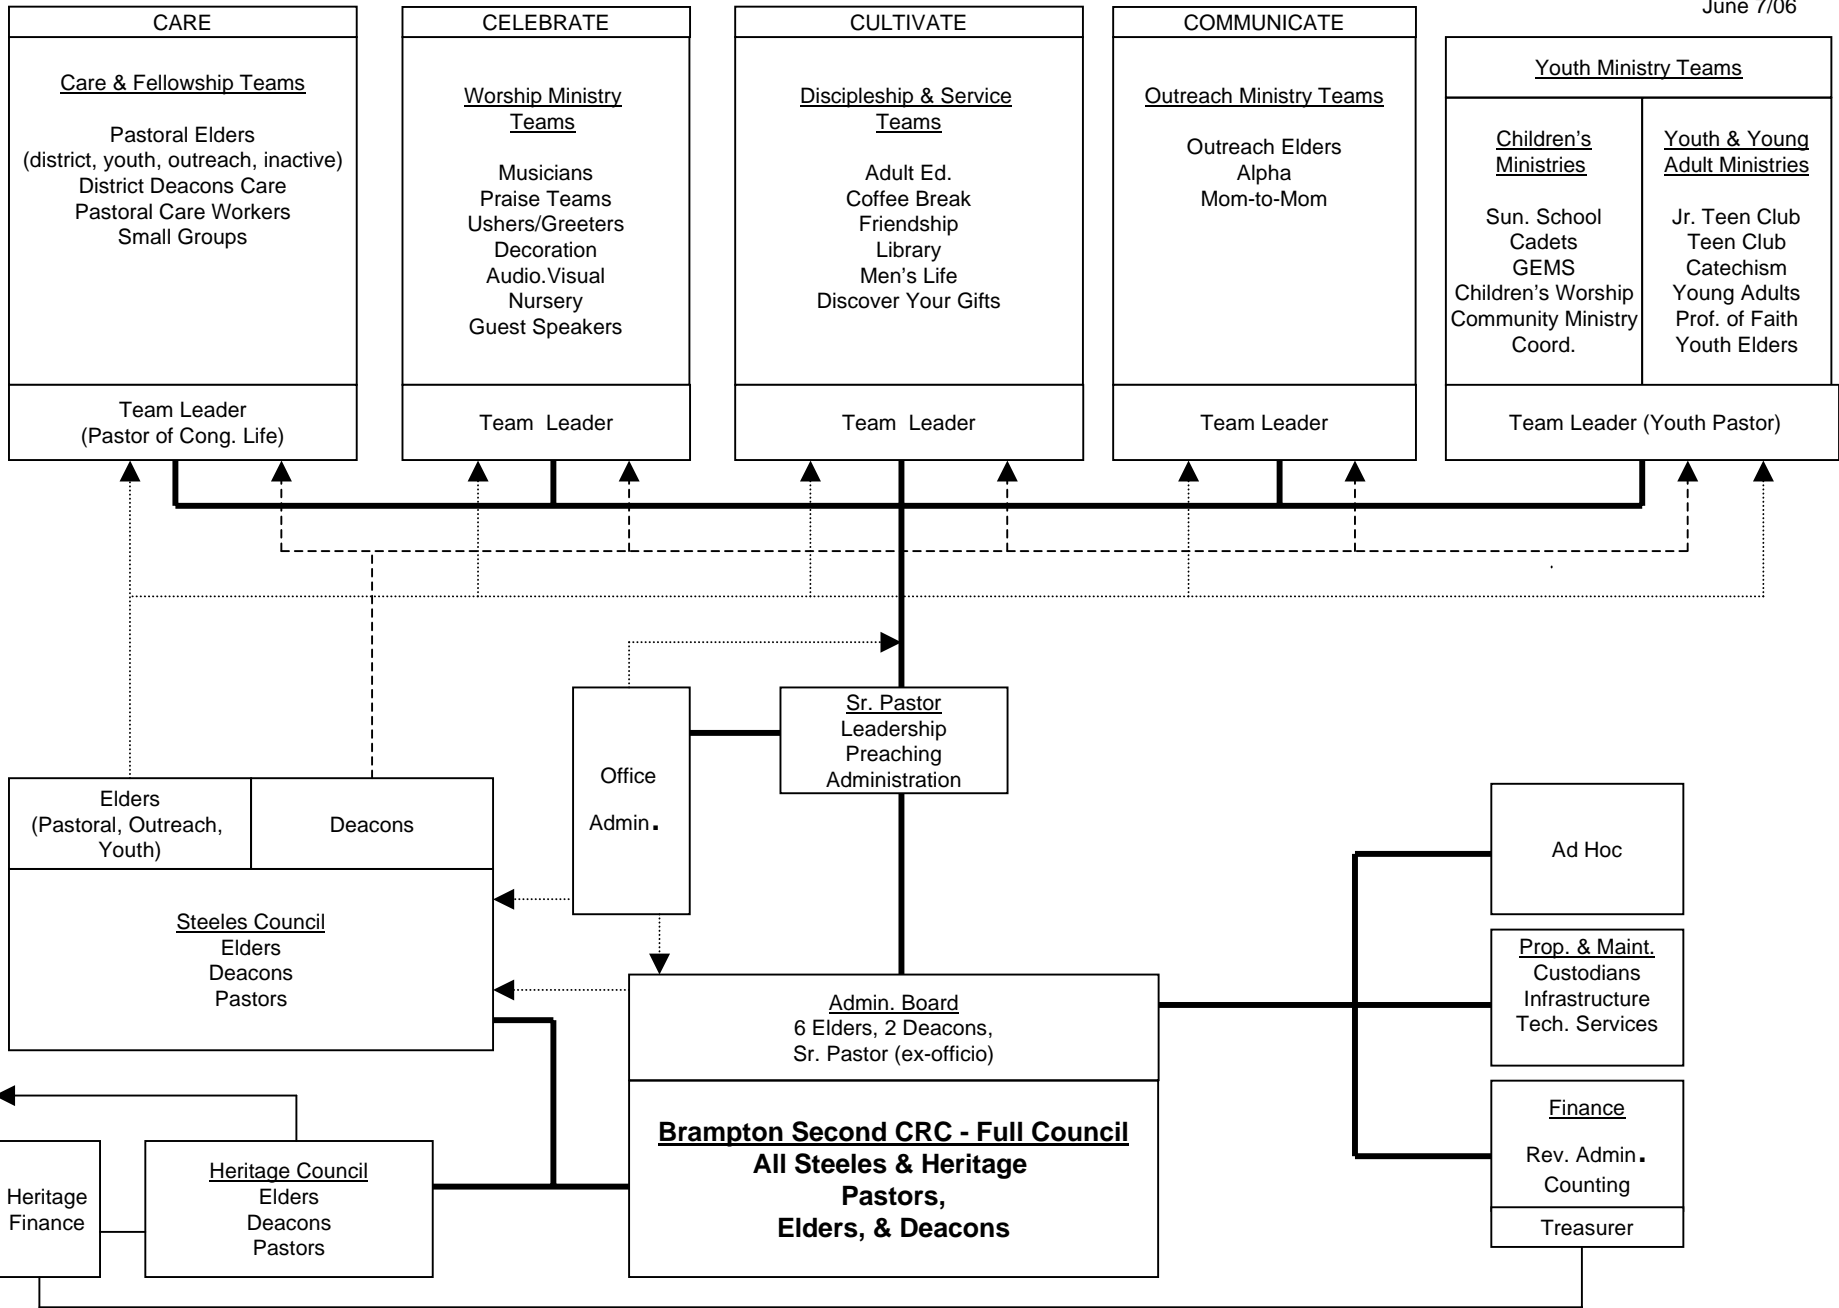 June 7/06
CARE
Care & Fellowship Teams
Pastoral Elders
(district, youth, outreach, inactive)
District Deacons Care
Pastoral Care Workers
Small Groups
Team Leader
(Pastor of Cong. Life)
CELEBRATE
Worship Ministry
Teams
Musicians
Praise Teams
Ushers/Greeters
Decoration
Audio.Visual
Nursery
Guest Speakers
Team  Leader
CULTIVATE
Discipleship & Service
Teams
Adult Ed.
Coffee Break
Friendship
Library
Men’s Life
Discover Your Gifts
Team  Leader
COMMUNICATE
Outreach Ministry Teams
Outreach Elders
Alpha
Mom-to-Mom
Team Leader
Youth Ministry Teams
Children’s
Ministries
Sun. School
Cadets
GEMS
Children’s Worship
Community Ministry
Coord.
Youth & Young
Adult Ministries
Jr. Teen Club
Teen Club
Catechism
Young Adults
Prof. of Faith
Youth Elders
Team Leader (Youth Pastor)
Sr. Pastor
Leadership
Preaching
Administration
Office
Admin.
Elders
(Pastoral, Outreach,
Youth)
Deacons
Steeles Council
Elders
Deacons
Pastors
Ad Hoc
Prop. & Maint.
Custodians
Infrastructure
Tech. Services
Admin. Board
6 Elders, 2 Deacons,
Sr. Pastor (ex-officio)
Brampton Second CRC - Full Council
All Steeles & Heritage
Pastors,
Elders, & Deacons
Finance
Rev. Admin.
Counting
Treasurer
Heritage Council
Elders
Deacons
Pastors
Heritage
Finance